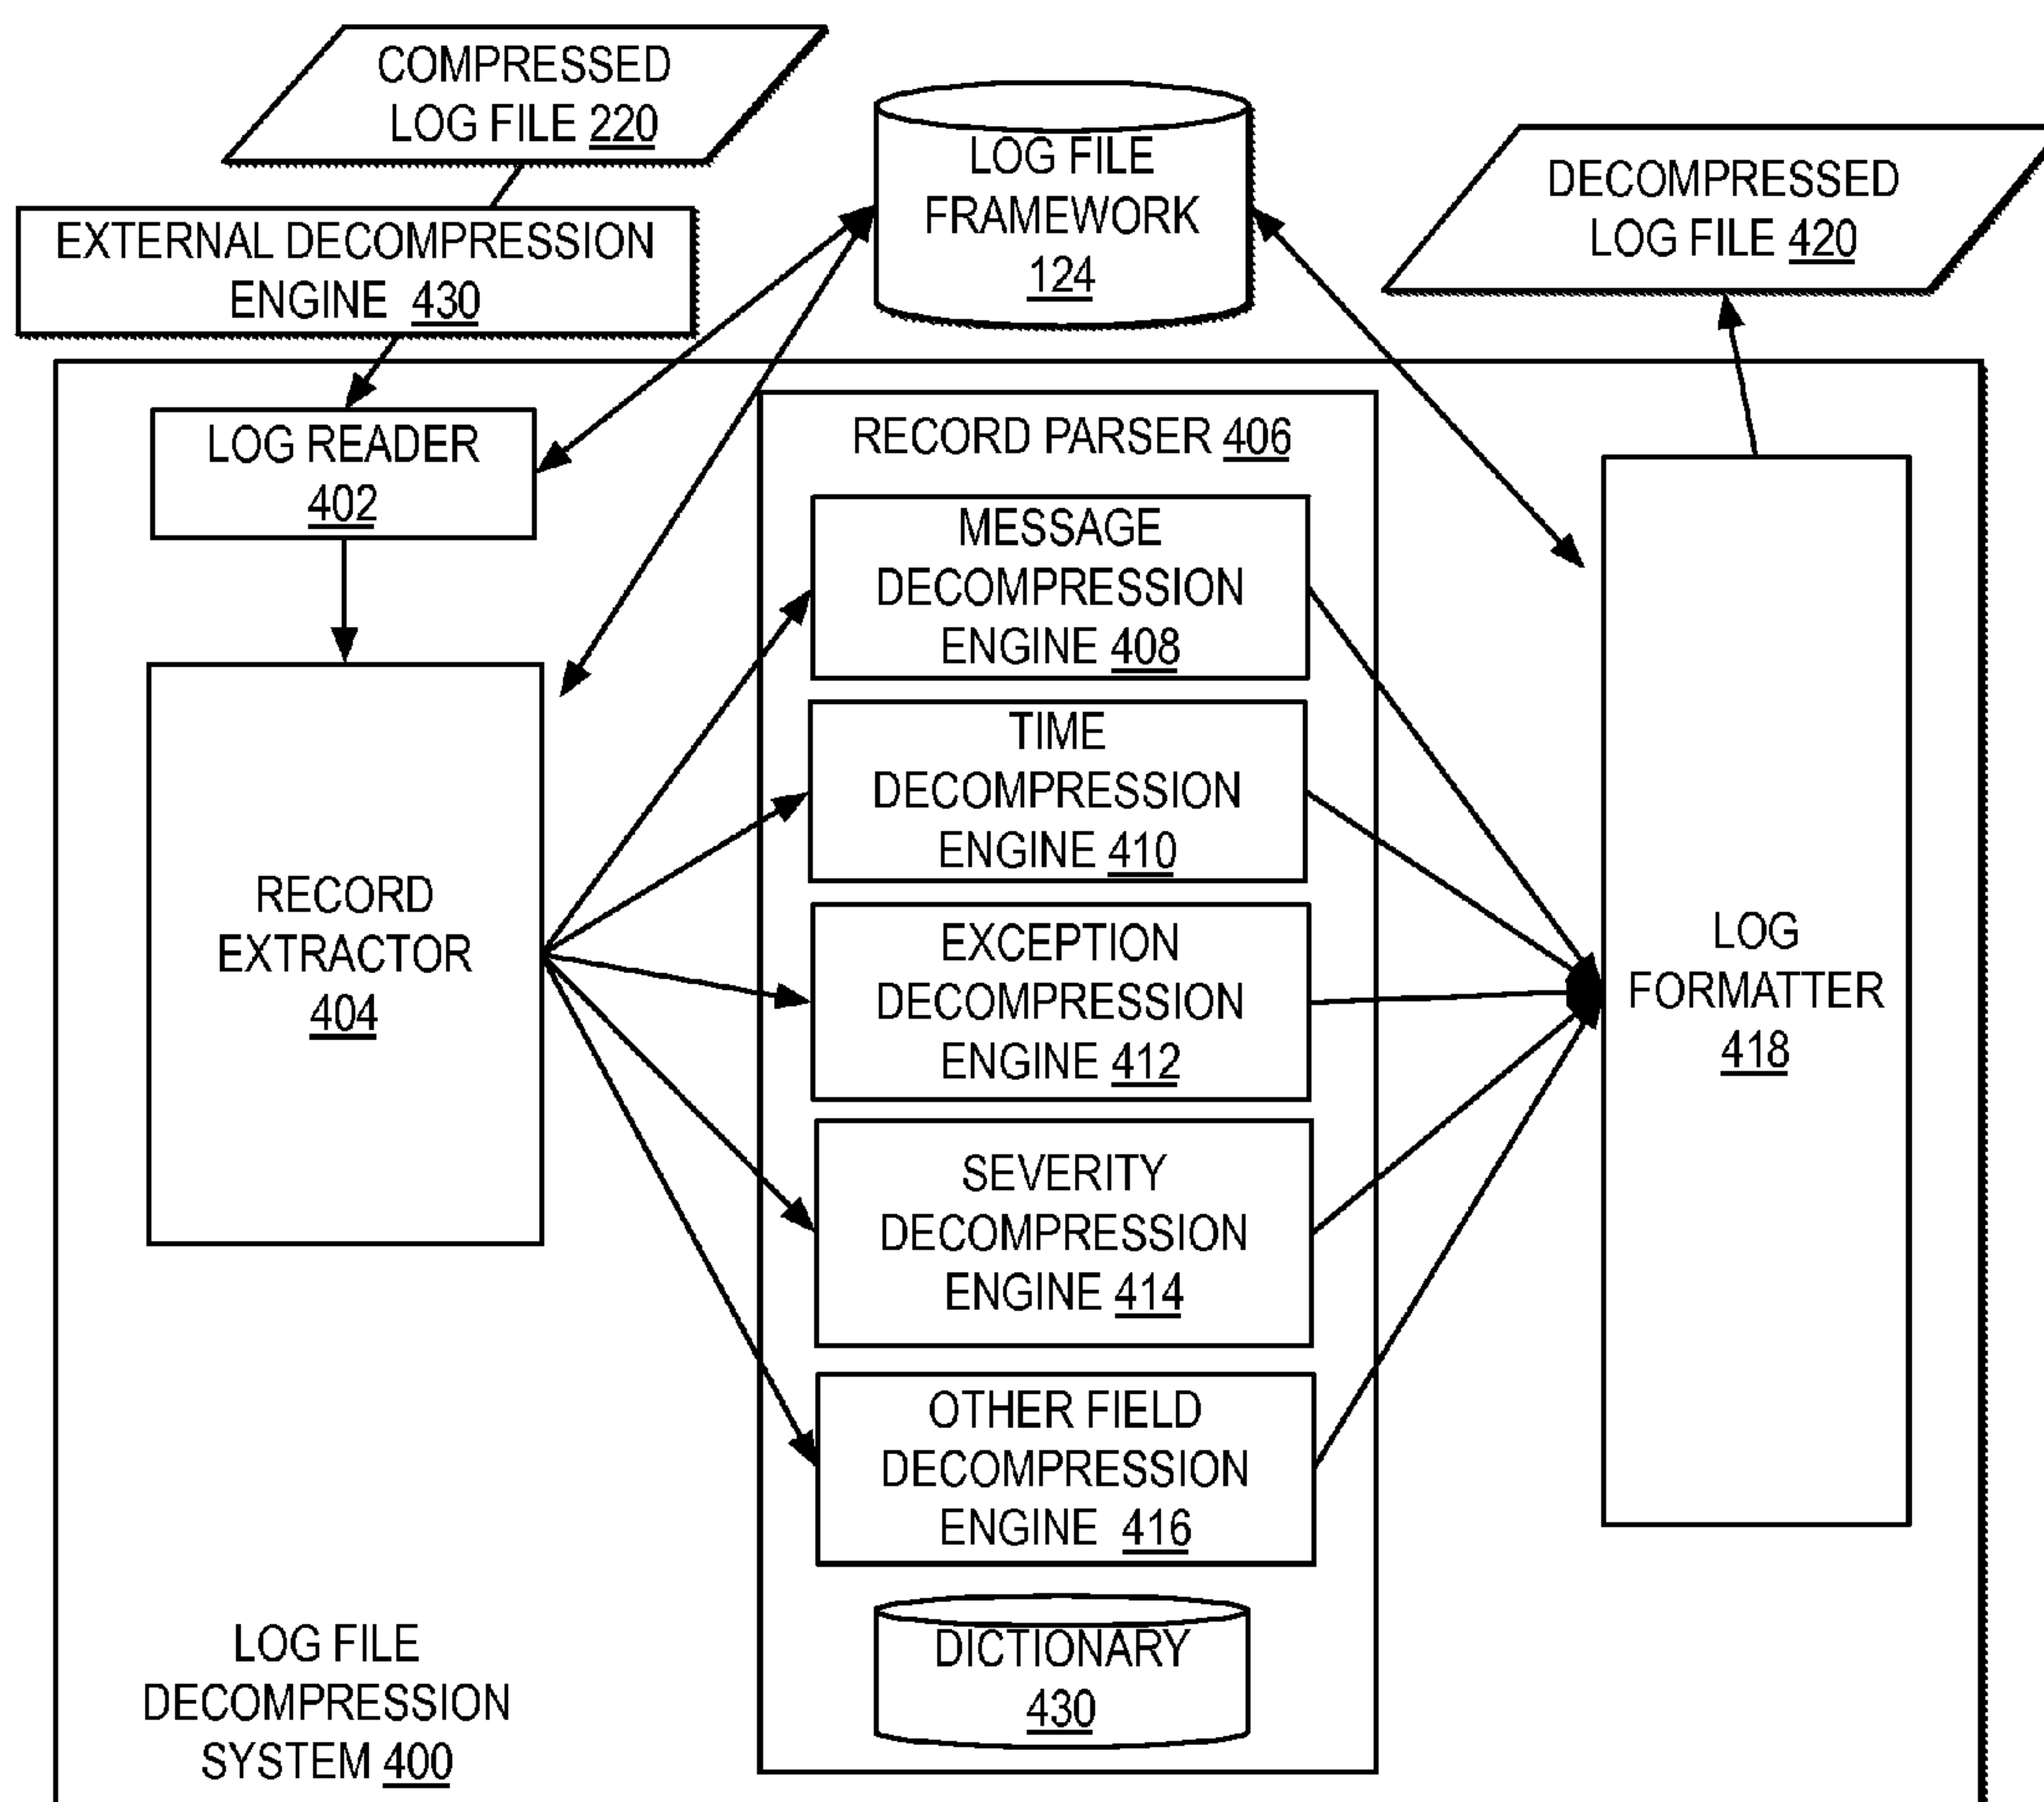 COMPRESSED
LOG FILE 220
LOG FILE
FRAMEWORK
124
DECOMPRESSED
LOG FILE 420
EXTERNAL DECOMPRESSION
ENGINE 430
LOG READER
402
RECORD PARSER 406
MESSAGE
DECOMPRESSION
ENGINE 408
TIME
DECOMPRESSION
ENGINE 410
RECORD
EXTRACTOR
404
EXCEPTION
DECOMPRESSION
ENGINE 412
LOG
FORMATTER
418
SEVERITY
DECOMPRESSION
ENGINE 414
OTHER FIELD
DECOMPRESSION
ENGINE 416
DICTIONARY
430
LOG FILE
DECOMPRESSION
SYSTEM 400